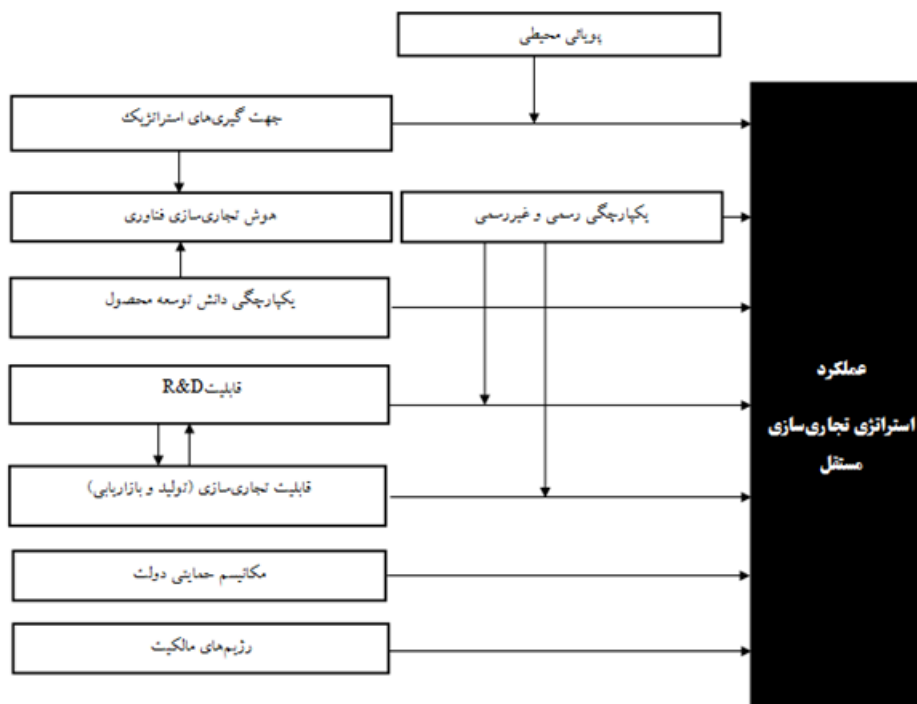 پویائی محیطی
جهت گیری‌های استراتژیک
هوش تجاری‌سازی فناوری
یکپارچگی رسمی و غیررسمی
یکپارچگی دانش توسعه محصول
قابلیت R&D
قابلیت تجاری‌سازی (تولید و بازاریابی)
مکانیسم حمایتی دولت
رژیم‌های مالکیت
عملکرد
استراتژی تجاری‌سازی
مستقل